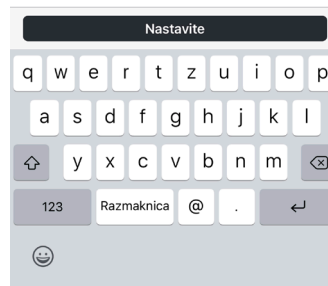 Nastavite
q w e r t z u i o p
a s d f g h j k l
y x c v b n m
123 Razmaknica @ .